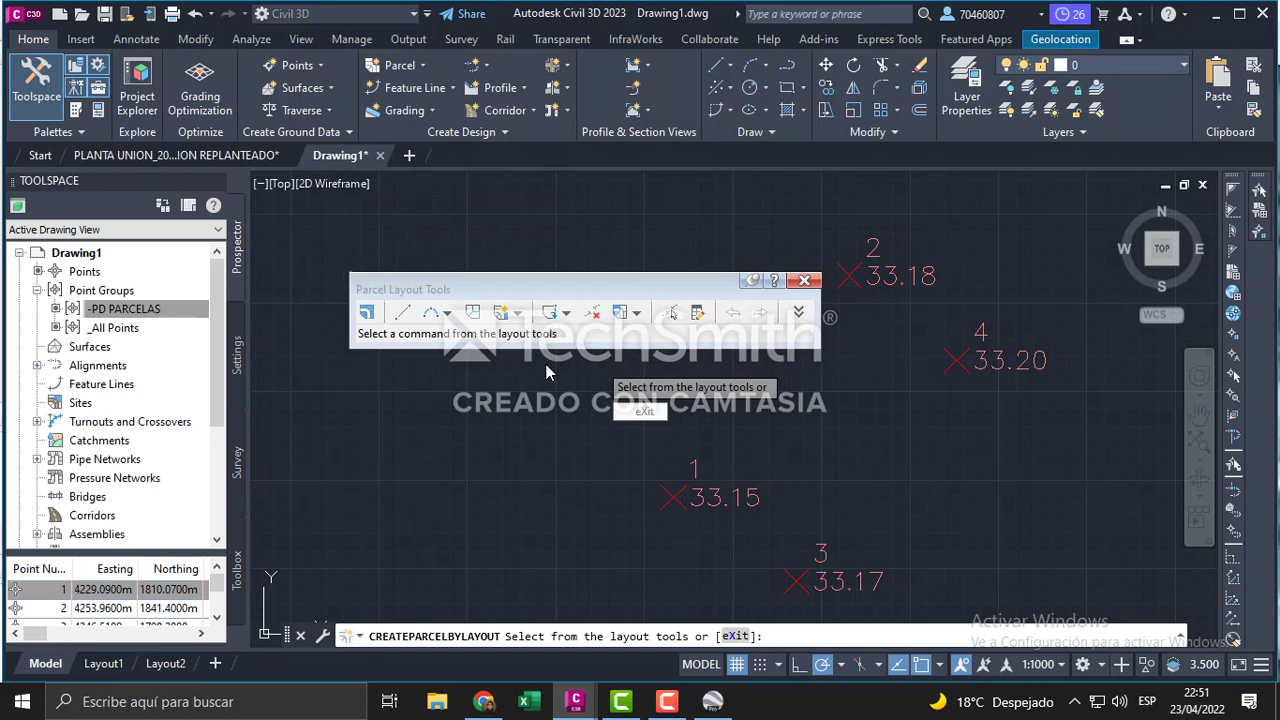 C3D
Civil 3D
Share
Autodesk Civil 3D 2023 Drawing1.dwg
Type a keyword or phrase
70460807
26
Home Insert Annotate Modify Analyze View Manage Output Survey Rail Transparent InfraWorks Collaborate Help Add-ins Express Tools Featured Apps Geolocation
Points Parcel
0
Surfaces Feature Line Profile
Toolspace Project Explorer Grading Optimization Layer Properties Paste
Traverse Grading Corridor
Palettes Explore Optimize Create Ground Data Create Design Profile & Section Views Draw Modify Layers Clipboard
Start PLANTA UNION_20...ION REPLANTEADO* Drawing1*
TOOLSPACE
[−][Top][2D Wireframe]
Active Drawing View
Prospector
Settings
Survey
Toolbox
Drawing1
Points
Point Groups
-PD PARCELAS
_All Points
Surfaces
Alignments
Feature Lines
Sites
Turnouts and Crossovers
Catchments
Pipe Networks
Pressure Networks
Bridges
Corridors
Assemblies
Point Nu... Easting Northing
1 4229.0900m 1810.0700m
2 4253.9600m 1841.4000m
Parcel Layout Tools
Select a command from the layout tools
TechSmith®
CREADO CON CAMTASIA
Select from the layout tools or
eXit
2
33.18
4
33.20
1
33.15
3
33.17
N
W TOP E
S
WCS
Y
Activar Windows
Ve a Configuración para activar Windows
CREATEPARCELBYLAYOUT Select from the layout tools or [eXit]:
Model Layout1 Layout2
MODEL 1:1000 3.500
Escribe aquí para buscar
18°C Despejado ESP
22:51
23/04/2022